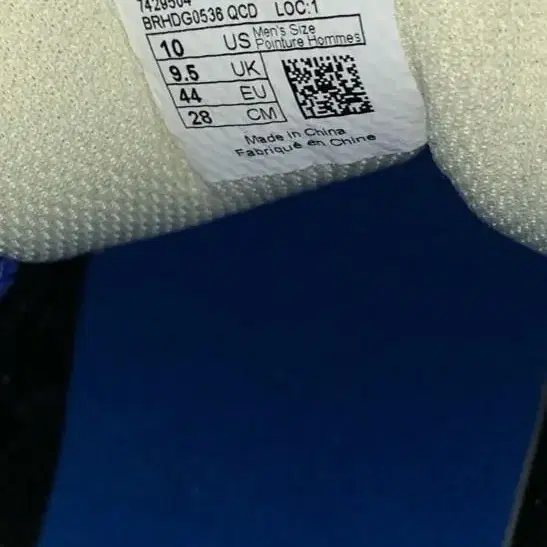 7429504
BRHDG0536 QCD LOC:1
10 US Men's Size
Pointure Hommes
9.5 UK
44 EU
28 CM
Made in China
Fabriqué en Chine